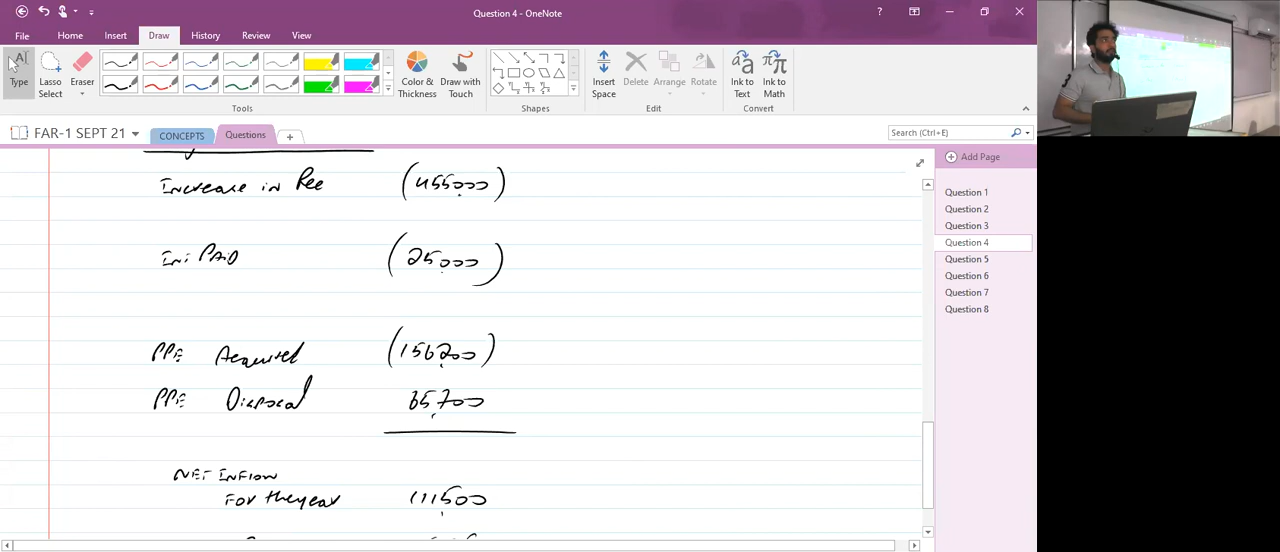 Question 4 - OneNote
File Home Insert Draw History Review View
Type
Lasso Select
Eraser
Color & Thickness
Draw with Touch
Insert Space
Delete
Arrange
Rotate
Ink to Text
Ink to Math
Tools
Shapes
Edit
Convert
FAR-1 SEPT 21
CONCEPTS
Questions
Search (Ctrl+E)
Add Page
Question 1
Question 2
Question 3
Question 4
Question 5
Question 6
Question 7
Question 8
Increase in Rec (455000)
Int PAID (25000)
PPE Acquired (156200)
PPE Disposal 65700
NET INFLOW
For the year 111500